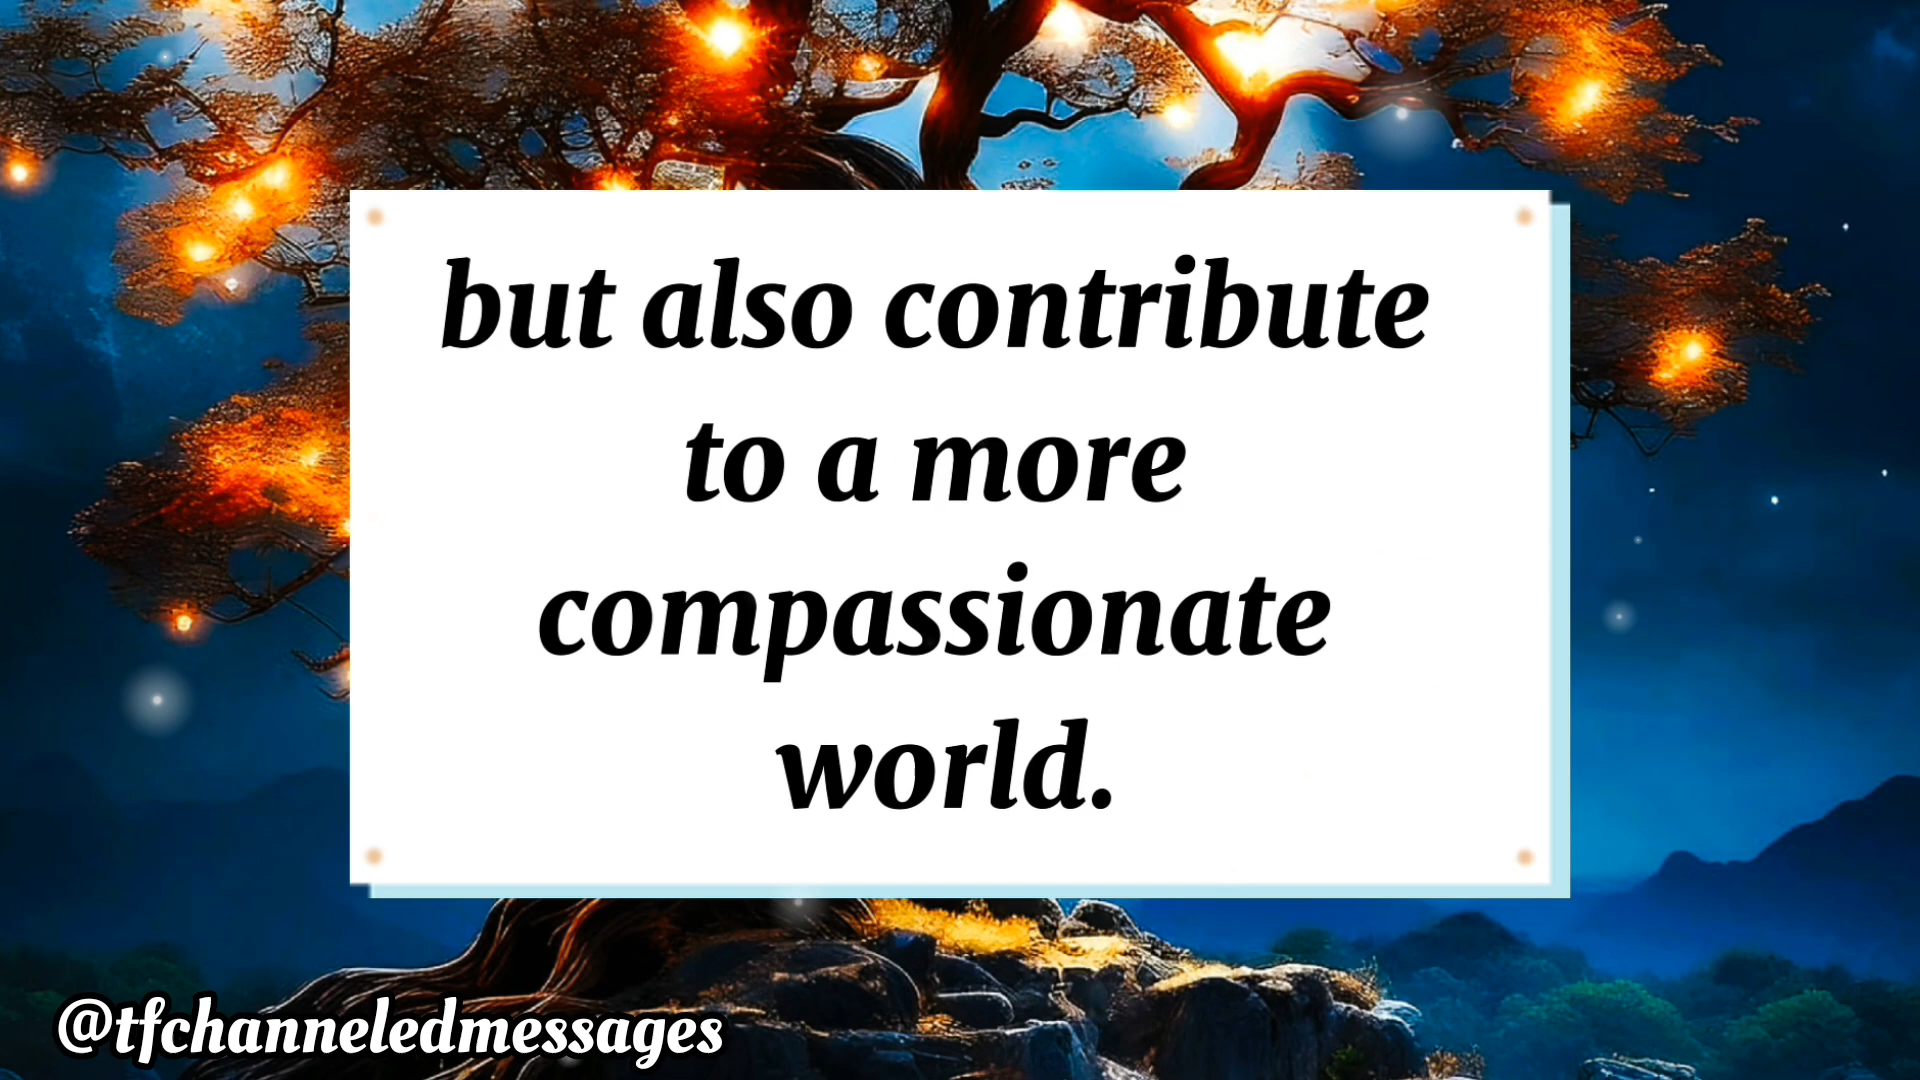 but also contribute
to a more
compassionate
world.
@tfchanneledmessages